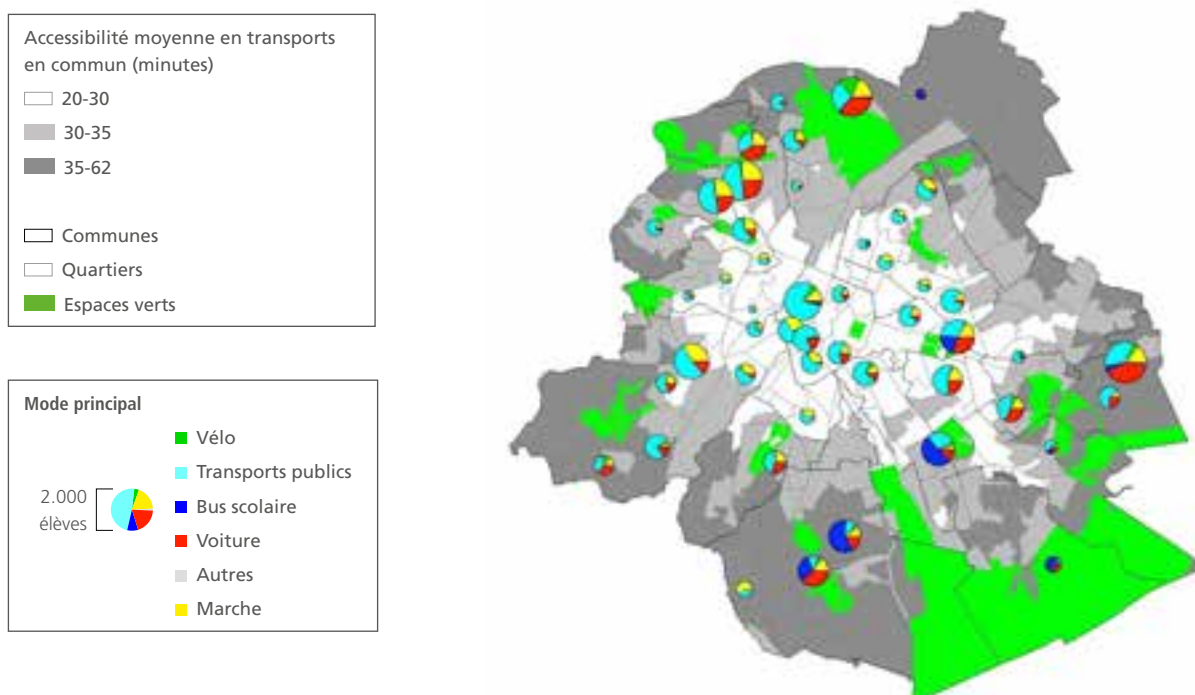 Accessibilité moyenne en transports
en commun (minutes)
20-30
30-35
35-62
Communes
Quartiers
Espaces verts
Mode principal
2.000
élèves
Vélo
Transports publics
Bus scolaire
Voiture
Autres
Marche